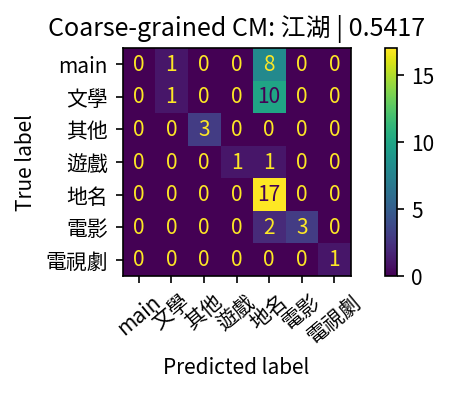 Coarse-grained CM: 江湖 | 0.5417
True label
main 0 1 0 0 8 0 0
文學 0 1 0 0 10 0 0
其他 0 0 3 0 0 0 0
遊戲 0 0 0 1 1 0 0
地名 0 0 0 0 17 0 0
電影 0 0 0 0 2 3 0
電視劇 0 0 0 0 0 0 1
main 文學 其他 遊戲 地名 電影 電視劇
Predicted label
15
10
5
0